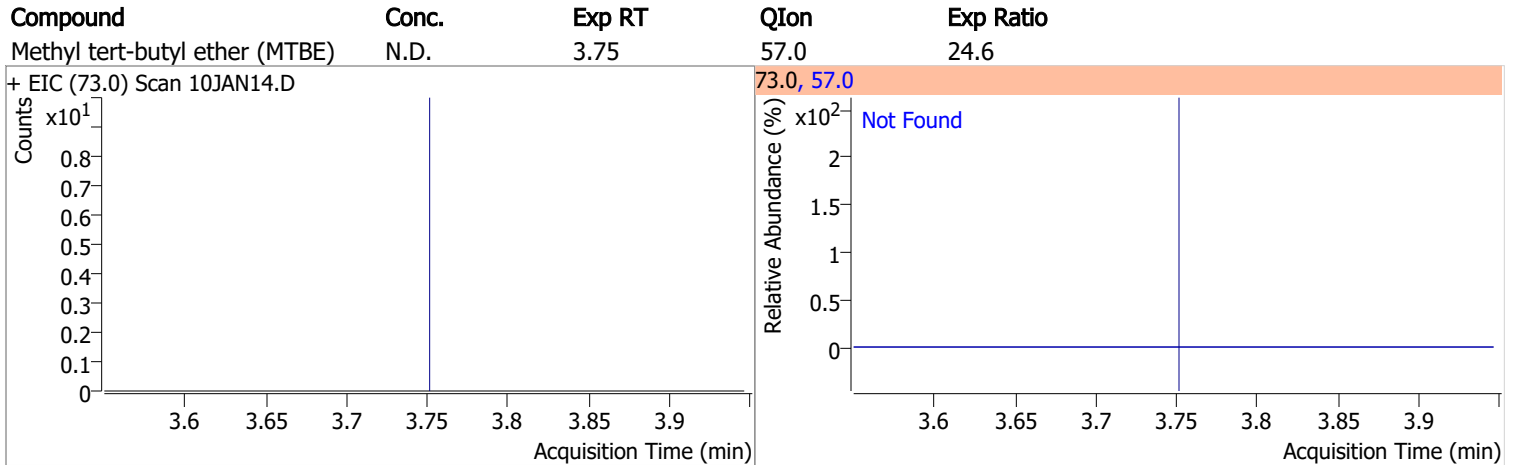 Compound Conc. Exp RT QIon Exp Ratio
Methyl tert-butyl ether (MTBE) N.D. 3.75 57.0 24.6
+ EIC (73.0) Scan 10JAN14.D
Counts
x10¹
0.8
0.7
0.6
0.5
0.4
0.3
0.2
0.1
0
3.6 3.65 3.7 3.75 3.8 3.85 3.9
Acquisition Time (min)
73.0, 57.0
Relative Abundance (%)
x10²
Not Found
2
1.5
1
0.5
0
3.6 3.65 3.7 3.75 3.8 3.85 3.9
Acquisition Time (min)